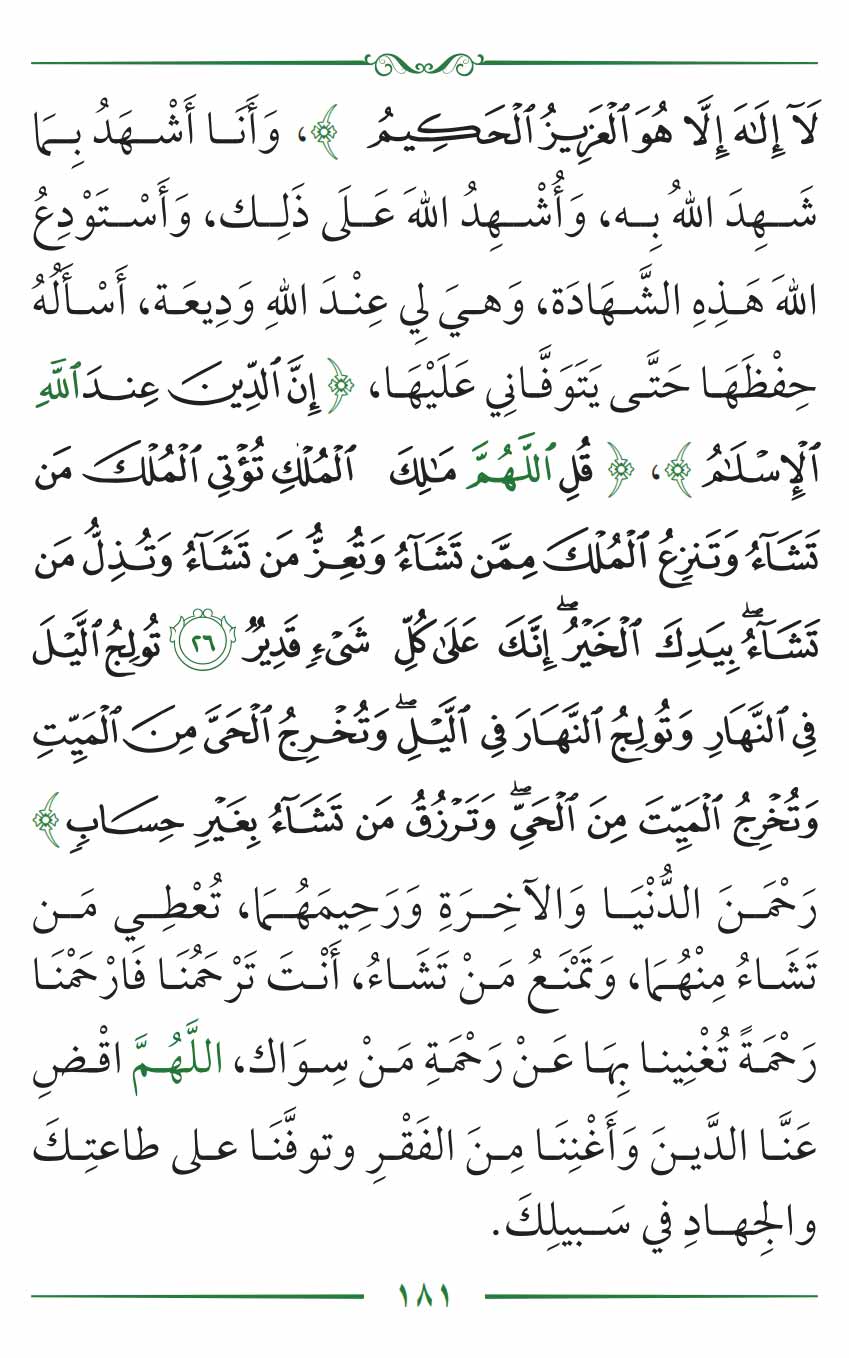 لَآ إِلَٰهَ إِلَّا هُوَ ٱلْعَزِيزُ ٱلْحَكِيمُ ﴾، وَأَنَا أَشْهَدُ بِمَا
شَهِدَ اللهُ بِه، وَأُشْهِدُ اللهَ عَلَى ذَلِك، وَأَسْتَوْدِعُ
اللهَ هَذِهِ الشَّهَادَة، وَهيَ لِي عِنْدَ اللهِ وَدِيعَة، أَسْأَلُهُ
حِفْظَهَا حَتَّى يَتَوَفَّانِي عَلَيْهَا، ﴿ إِنَّ ٱلدِّينَ عِندَ ٱللَّهِ
ٱلْإِسْلَٰمُ ﴾، ﴿ قُلِ ٱللَّهُمَّ مَٰلِكَ ٱلْمُلْكِ تُؤْتِي ٱلْمُلْكَ مَن
تَشَآءُ وَتَنزِعُ ٱلْمُلْكَ مِمَّن تَشَآءُ وَتُعِزُّ مَن تَشَآءُ وَتُذِلُّ مَن
تَشَآءُ ۖ بِيَدِكَ ٱلْخَيْرُ ۖ إِنَّكَ عَلَىٰ كُلِّ شَىْءٍ قَدِيرٌ ٢٦ تُولِجُ ٱلَّيْلَ
فِى ٱلنَّهَارِ وَتُولِجُ ٱلنَّهَارَ فِى ٱلَّيْلِ ۖ وَتُخْرِجُ ٱلْحَىَّ مِنَ ٱلْمَيِّتِ
وَتُخْرِجُ ٱلْمَيِّتَ مِنَ ٱلْحَىِّ ۖ وَتَرْزُقُ مَن تَشَآءُ بِغَيْرِ حِسَابٍ ﴾
رَحْمَنَ الدُّنْيَا وَالآخِرَةِ وَرَحِيمَهُمَا، تُعْطِي مَن
تَشَاءُ مِنْهُمَا، وَتَمْنَعُ مَنْ تَشَاءُ، أَنْتَ تَرْحَمُنَا فَارْحَمْنَا
رَحْمَةً تُغْنِينا بِهَا عَنْ رَحْمَةِ مَنْ سِوَاك، اللَّهُمَّ اقْضِ
عَنَّا الدَّينَ وَأَغْنِنَا مِنَ الفَقْرِ وتوفَّنَا على طاعتِكَ
والجِهادِ في سَبيلِكَ.
١٨١